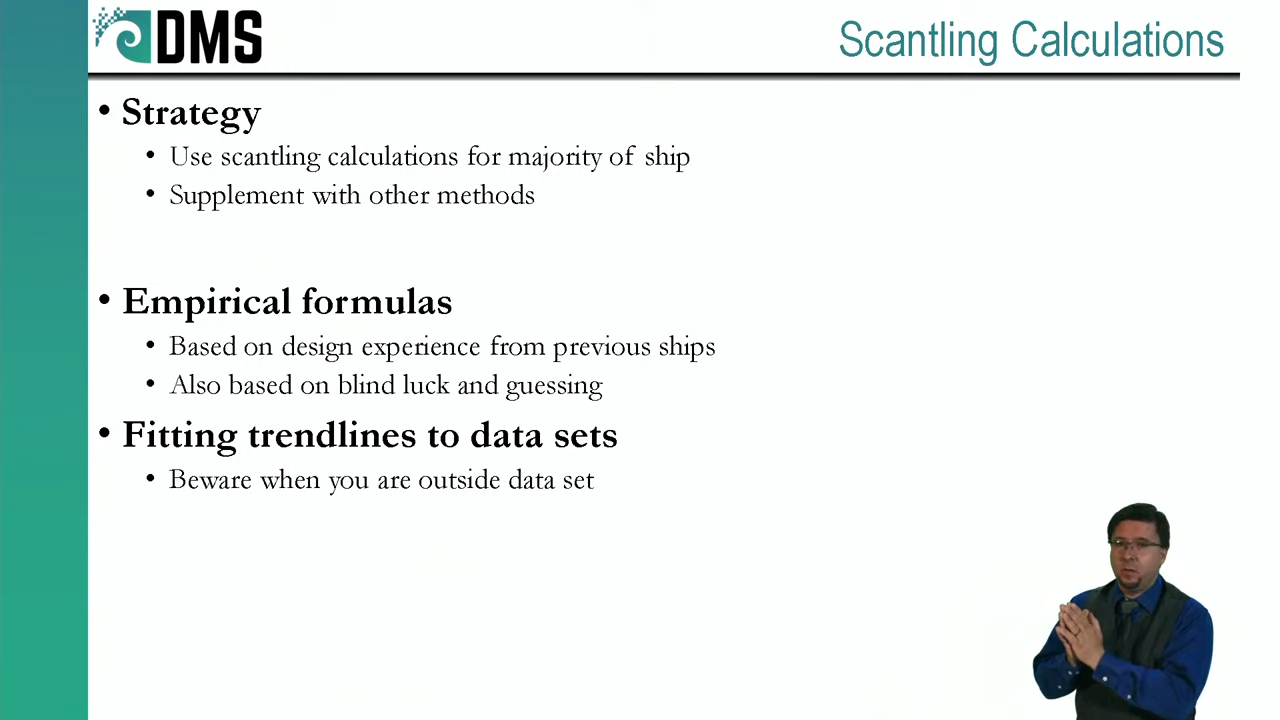 DMS
Scantling Calculations
• Strategy
• Use scantling calculations for majority of ship
• Supplement with other methods
• Empirical formulas
• Based on design experience from previous ships
• Also based on blind luck and guessing
• Fitting trendlines to data sets
• Beware when you are outside data set